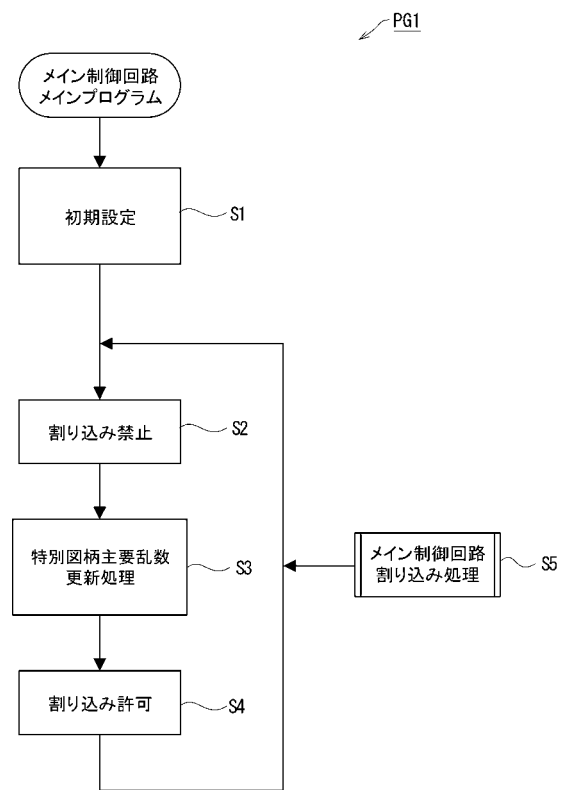 PG1
メイン制御回路
メインプログラム
初期設定
S1
割り込み禁止
S2
特別図柄主要乱数
更新処理
S3
メイン制御回路
割り込み処理
S5
割り込み許可
S4